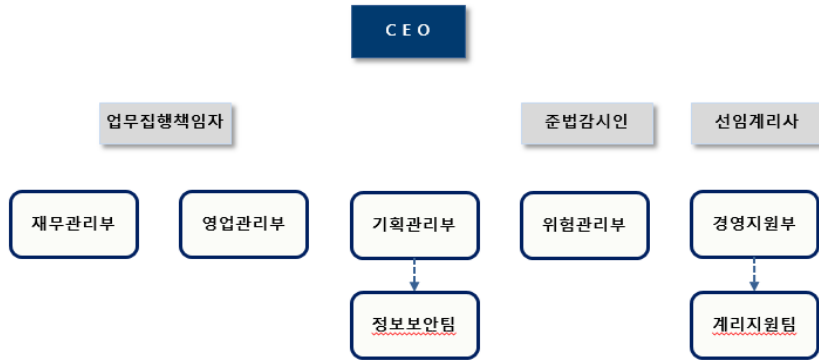 C E O
업무집행책임자
준법감시인
선임계리사
재무관리부
영업관리부
기획관리부
위험관리부
경영지원부
정보보안팀
계리지원팀